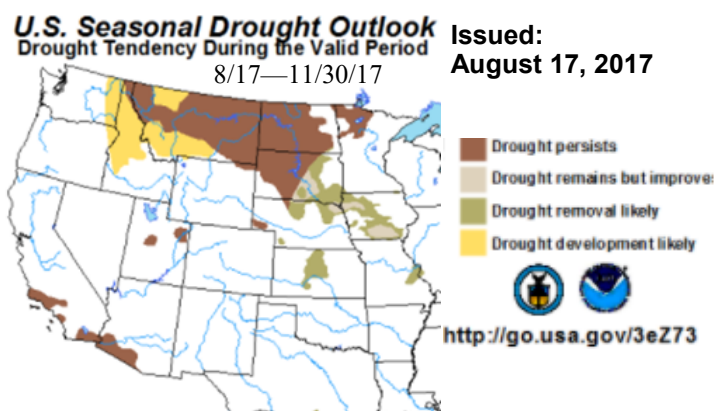 U.S. Seasonal Drought Outlook
Drought Tendency During the Valid Period
8/17—11/30/17
Issued:
August 17, 2017
Drought persists
Drought remains but improve
Drought removal likely
Drought development likely
http://go.usa.gov/3eZ73